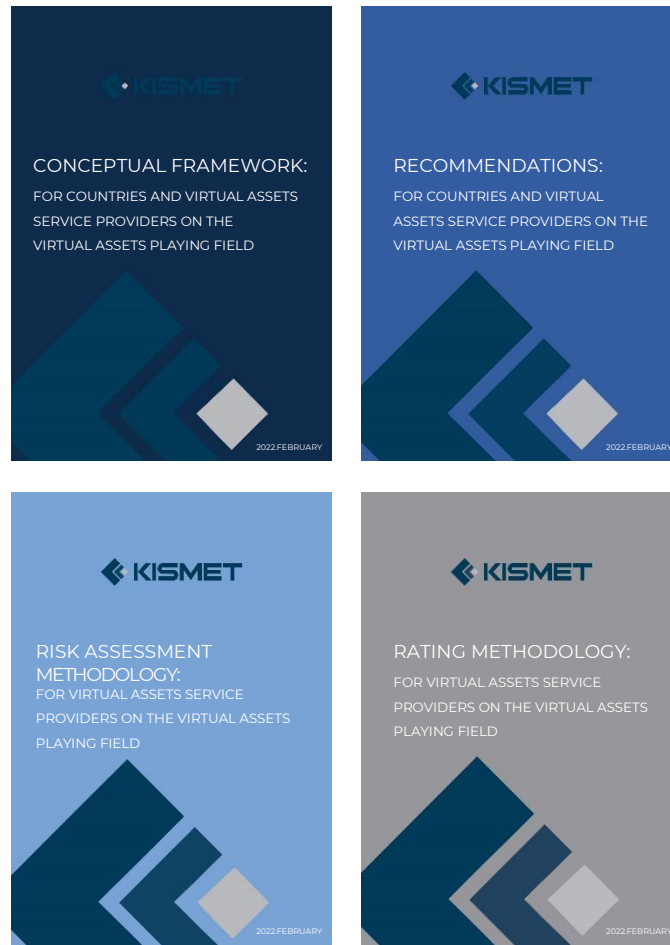 KISMET
CONCEPTUAL FRAMEWORK:
FOR COUNTRIES AND VIRTUAL ASSETS
SERVICE PROVIDERS ON THE
VIRTUAL ASSETS PLAYING FIELD
2022.FEBRUARY
KISMET
RECOMMENDATIONS:
FOR COUNTRIES AND VIRTUAL
ASSETS SERVICE PROVIDERS ON THE
VIRTUAL ASSETS PLAYING FIELD
2022.FEBRUARY
KISMET
RISK ASSESSMENT
METHODOLOGY:
FOR VIRTUAL ASSETS SERVICE
PROVIDERS ON THE VIRTUAL ASSETS
PLAYING FIELD
2022.FEBRUARY
KISMET
RATING METHODOLOGY:
FOR VIRTUAL ASSETS SERVICE
PROVIDERS ON THE VIRTUAL ASSETS
PLAYING FIELD
2022.FEBRUARY